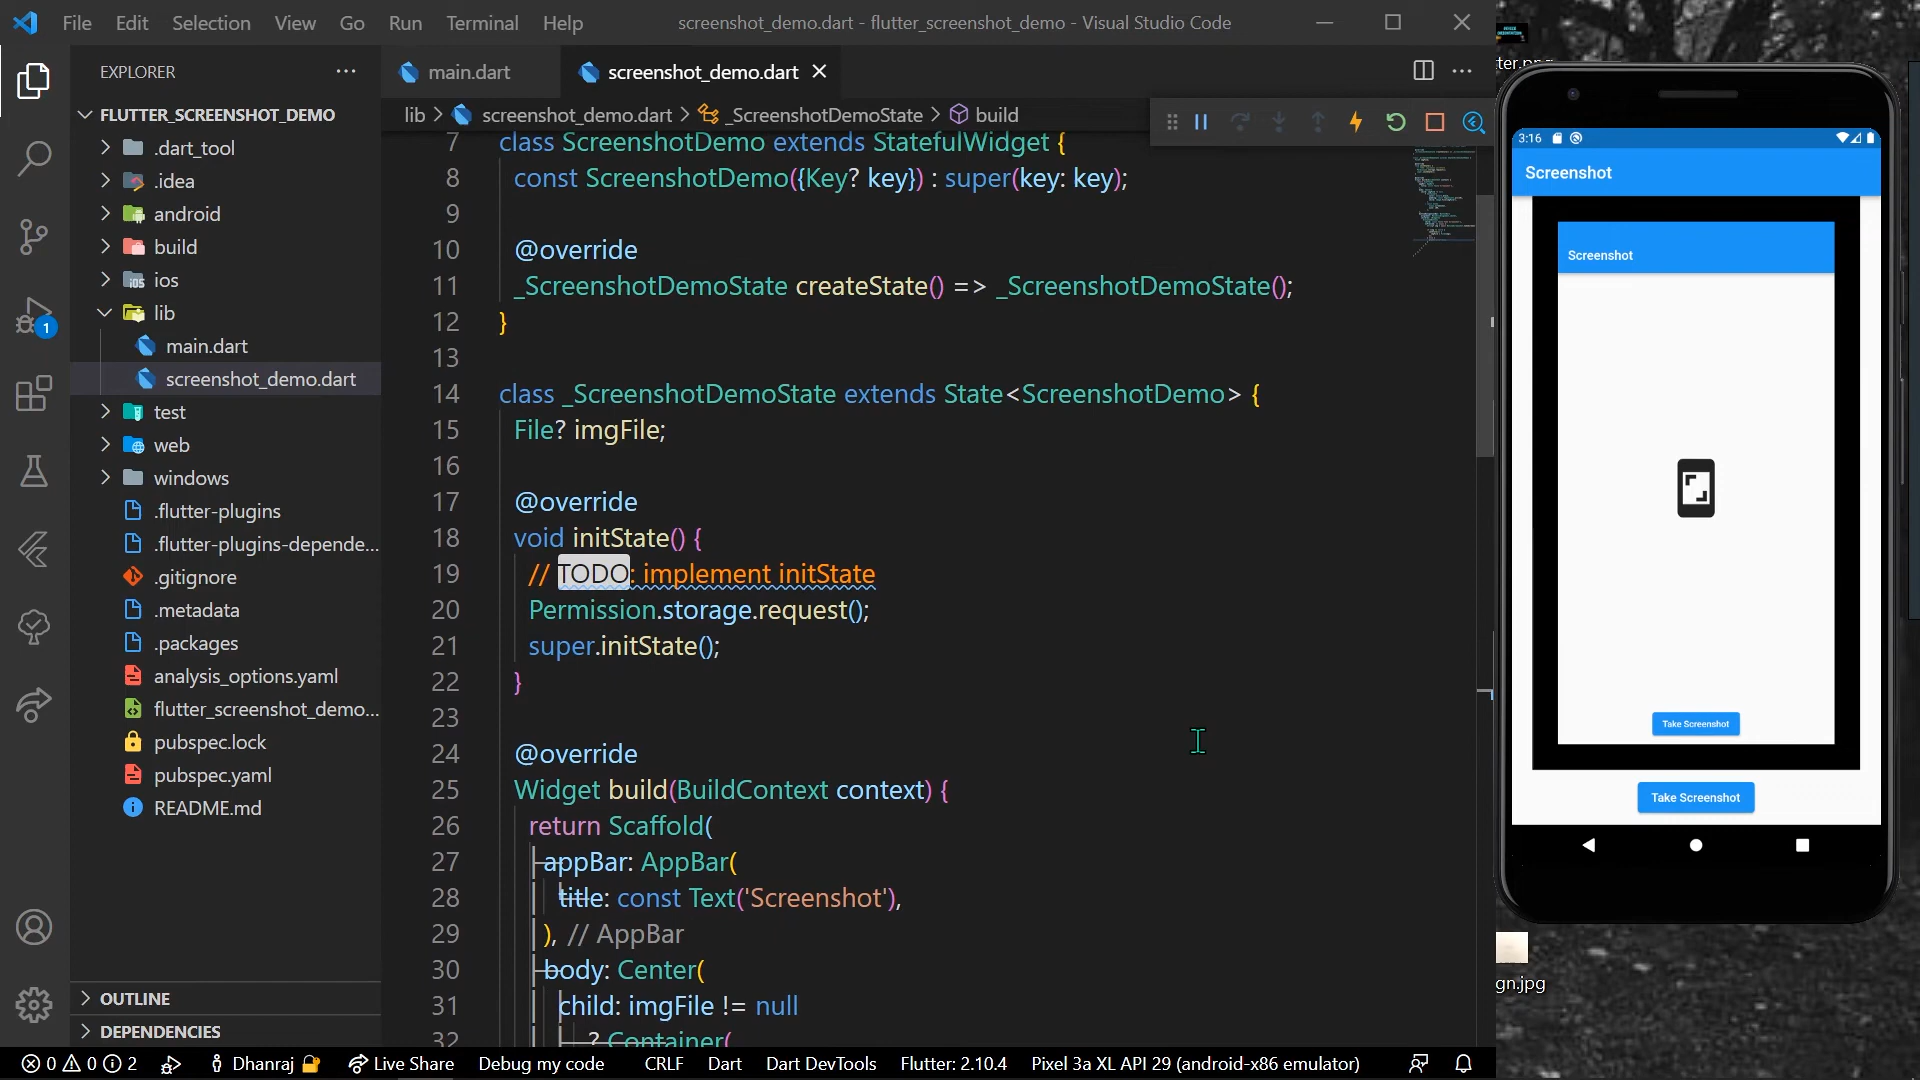 File Edit Selection View Go Run Terminal Help
screenshot_demo.dart - flutter_screenshot_demo - Visual Studio Code
EXPLORER
FLUTTER_SCREENSHOT_DEMO
.dart_tool
.idea
android
build
ios
lib
main.dart
screenshot_demo.dart
test
web
windows
.flutter-plugins
.flutter-plugins-depende...
.gitignore
.metadata
.packages
analysis_options.yaml
flutter_screenshot_demo...
pubspec.lock
pubspec.yaml
README.md
OUTLINE
DEPENDENCIES
1
main.dart
screenshot_demo.dart
lib > screenshot_demo.dart > _ScreenshotDemoState > build
7 class ScreenshotDemo extends StatefulWidget {
8 const ScreenshotDemo({Key? key}) : super(key: key);
9
10 @override
11 _ScreenshotDemoState createState() => _ScreenshotDemoState();
12 }
13
14 class _ScreenshotDemoState extends State<ScreenshotDemo> {
15 File? imgFile;
16
17 @override
18 void initState() {
19 // TODO: implement initState
20 Permission.storage.request();
21 super.initState();
22 }
23
24 @override
25 Widget build(BuildContext context) {
26 return Scaffold(
27 appBar: AppBar(
28 title: const Text('Screenshot'),
29 ), // AppBar
30 body: Center(
31 child: imgFile != null
32 ? Container(
0 0 2
Dhanraj
Live Share
Debug my code
CRLF
Dart
Dart DevTools
Flutter: 2.10.4
Pixel 3a XL API 29 (android-x86 emulator)
ter.png
3:16
Screenshot
Screenshot
Take Screenshot
Take Screenshot
gn.jpg